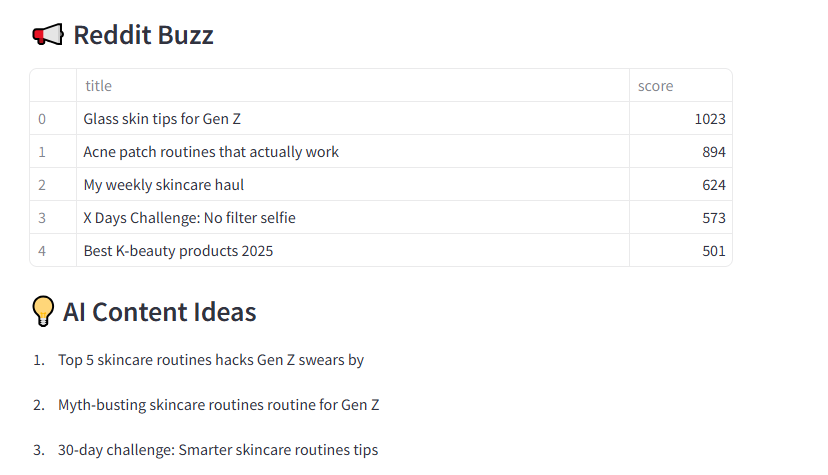 Reddit Buzz
title score
0 Glass skin tips for Gen Z 1023
1 Acne patch routines that actually work 894
2 My weekly skincare haul 624
3 X Days Challenge: No filter selfie 573
4 Best K-beauty products 2025 501
AI Content Ideas
1. Top 5 skincare routines hacks Gen Z swears by
2. Myth-busting skincare routines routine for Gen Z
3. 30-day challenge: Smarter skincare routines tips